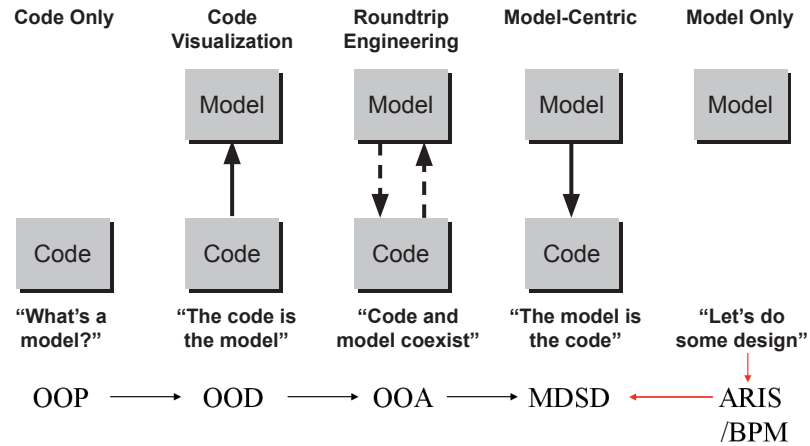 Code Only
Code
Visualization
Roundtrip
Engineering
Model-Centric
Model Only
Model
Model
Model
Model
Code
Code
Code
Code
“What’s a
model?”
“The code is
the model”
“Code and
model coexist”
“The model is
the code”
“Let’s do
some design”
OOP
OOD
OOA
MDSD
ARIS
/BPM